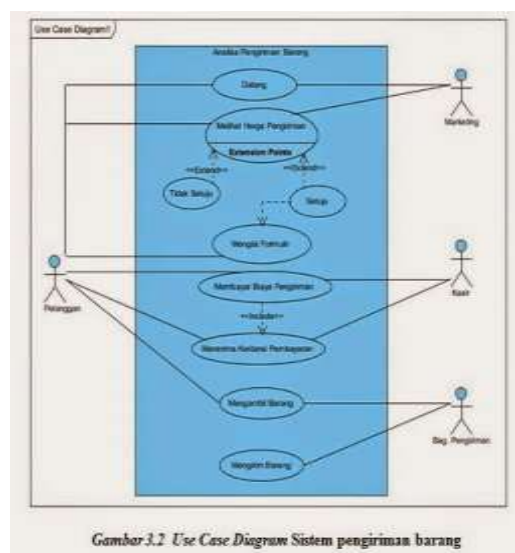 Use Case Diagram1
Analisa Pengiriman Barang
Datang
Melihat Harga Pengiriman
Extension Points
<<Extend>>
<<Extend>>
Tidak Setuju
Setuju
Mengisi Formulir
Membayar Biaya Pengiriman
<<Include>>
Menerima Kwitansi Pembayaran
Mengambil Barang
Mengirim Barang
Pelanggan
Marketing
Kasir
Bag. Pengiriman
Gambar 3.2 Use Case Diagram Sistem pengiriman barang